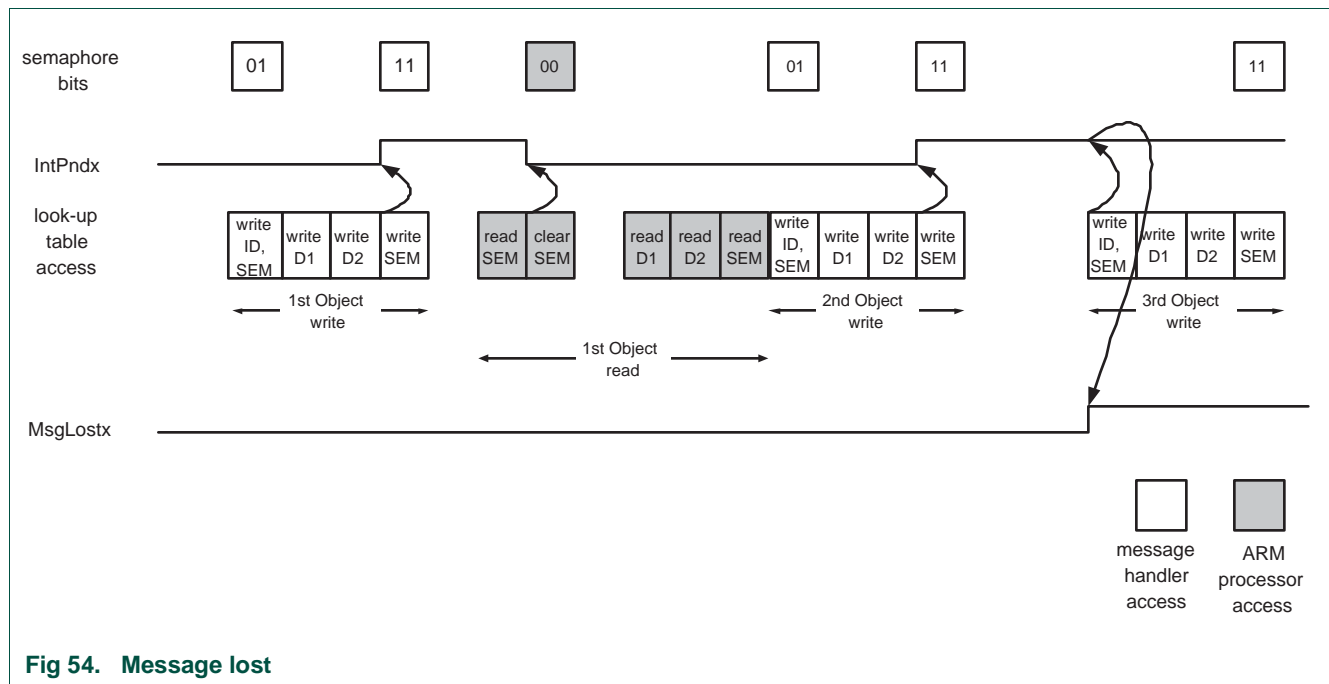 semaphore
bits
01
11
00
01
11
11
IntPndx
look-up
table
access
write
ID,
SEM
write
D1
write
D2
write
SEM
read
SEM
clear
SEM
read
D1
read
D2
read
SEM
write
ID,
SEM
write
D1
write
D2
write
SEM
write
ID,
SEM
write
D1
write
D2
write
SEM
1st Object
write
2nd Object
write
3rd Object
write
1st Object
read
MsgLostx
message
handler
access
ARM
processor
access
Fig 54. Message lost